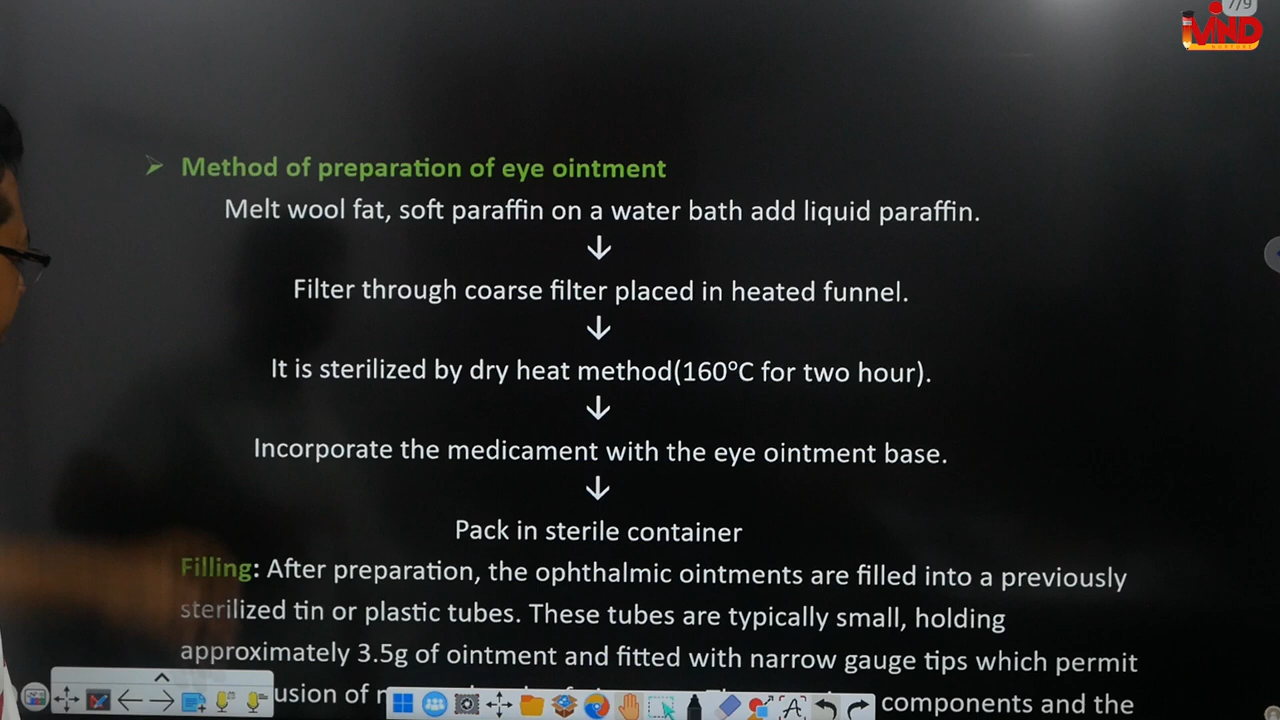 7/9
MIND
NURTURE
➤ Method of preparation of eye ointment
Melt wool fat, soft paraffin on a water bath add liquid paraffin.
↓
Filter through coarse filter placed in heated funnel.
↓
It is sterilized by dry heat method(160°C for two hour).
↓
Incorporate the medicament with the eye ointment base.
↓
Pack in sterile container
Filling: After preparation, the ophthalmic ointments are filled into a previously
sterilized tin or plastic tubes. These tubes are typically small, holding
approximately 3.5g of ointment and fitted with narrow gauge tips which permit
usion of components and the